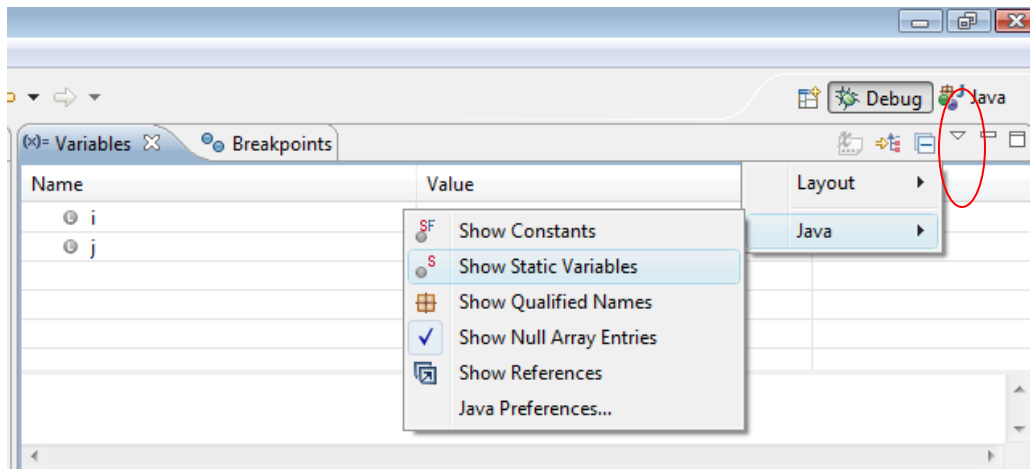 Debug Java
(x)= Variables Breakpoints
Name Value
Layout
i
Java
SF Show Constants
j
S Show Static Variables
Show Qualified Names
Show Null Array Entries
Show References
Java Preferences...